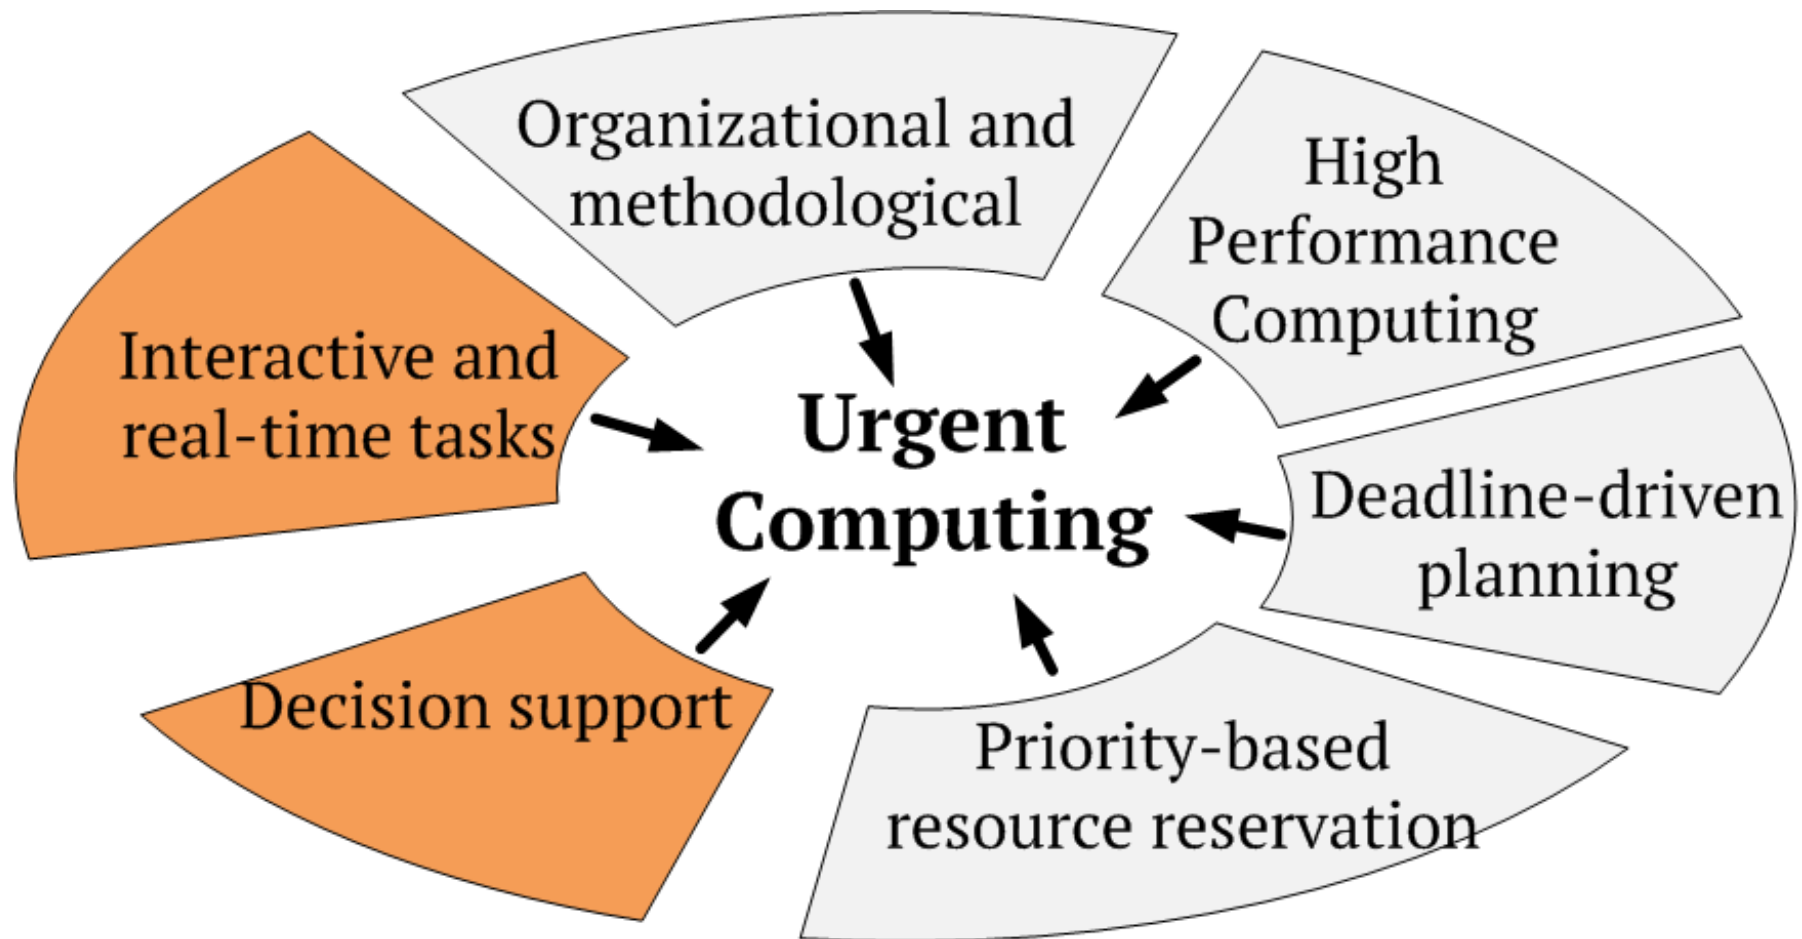 Organizational and
methodological
High
Performance
Computing
Interactive and
real-time tasks
Urgent
Computing
Deadline-driven
planning
Decision support
Priority-based
resource reservation